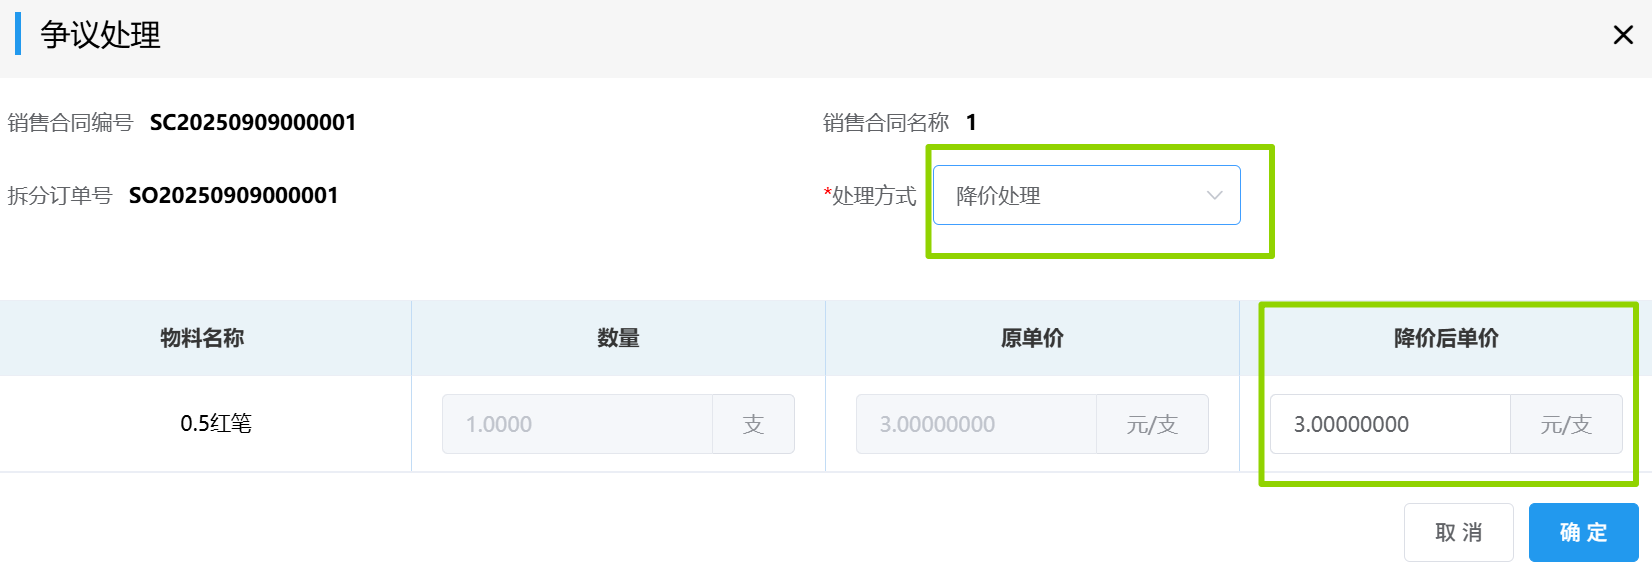 争议处理
销售合同编号 SC20250909000001 销售合同名称 1
拆分订单号 SO20250909000001 *处理方式 降价处理
物料名称 数量 原单价 降价后单价
0.5红笔 1.0000 支 3.00000000 元/支 3.00000000 元/支
取 消 确 定